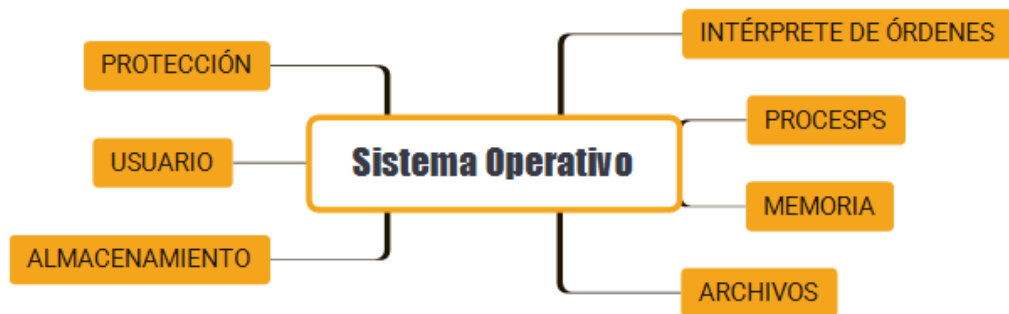 INTÉRPRETE DE ÓRDENES
PROTECCIÓN
PROCESPS
Sistema Operativo
USUARIO
MEMORIA
ALMACENAMIENTO
ARCHIVOS